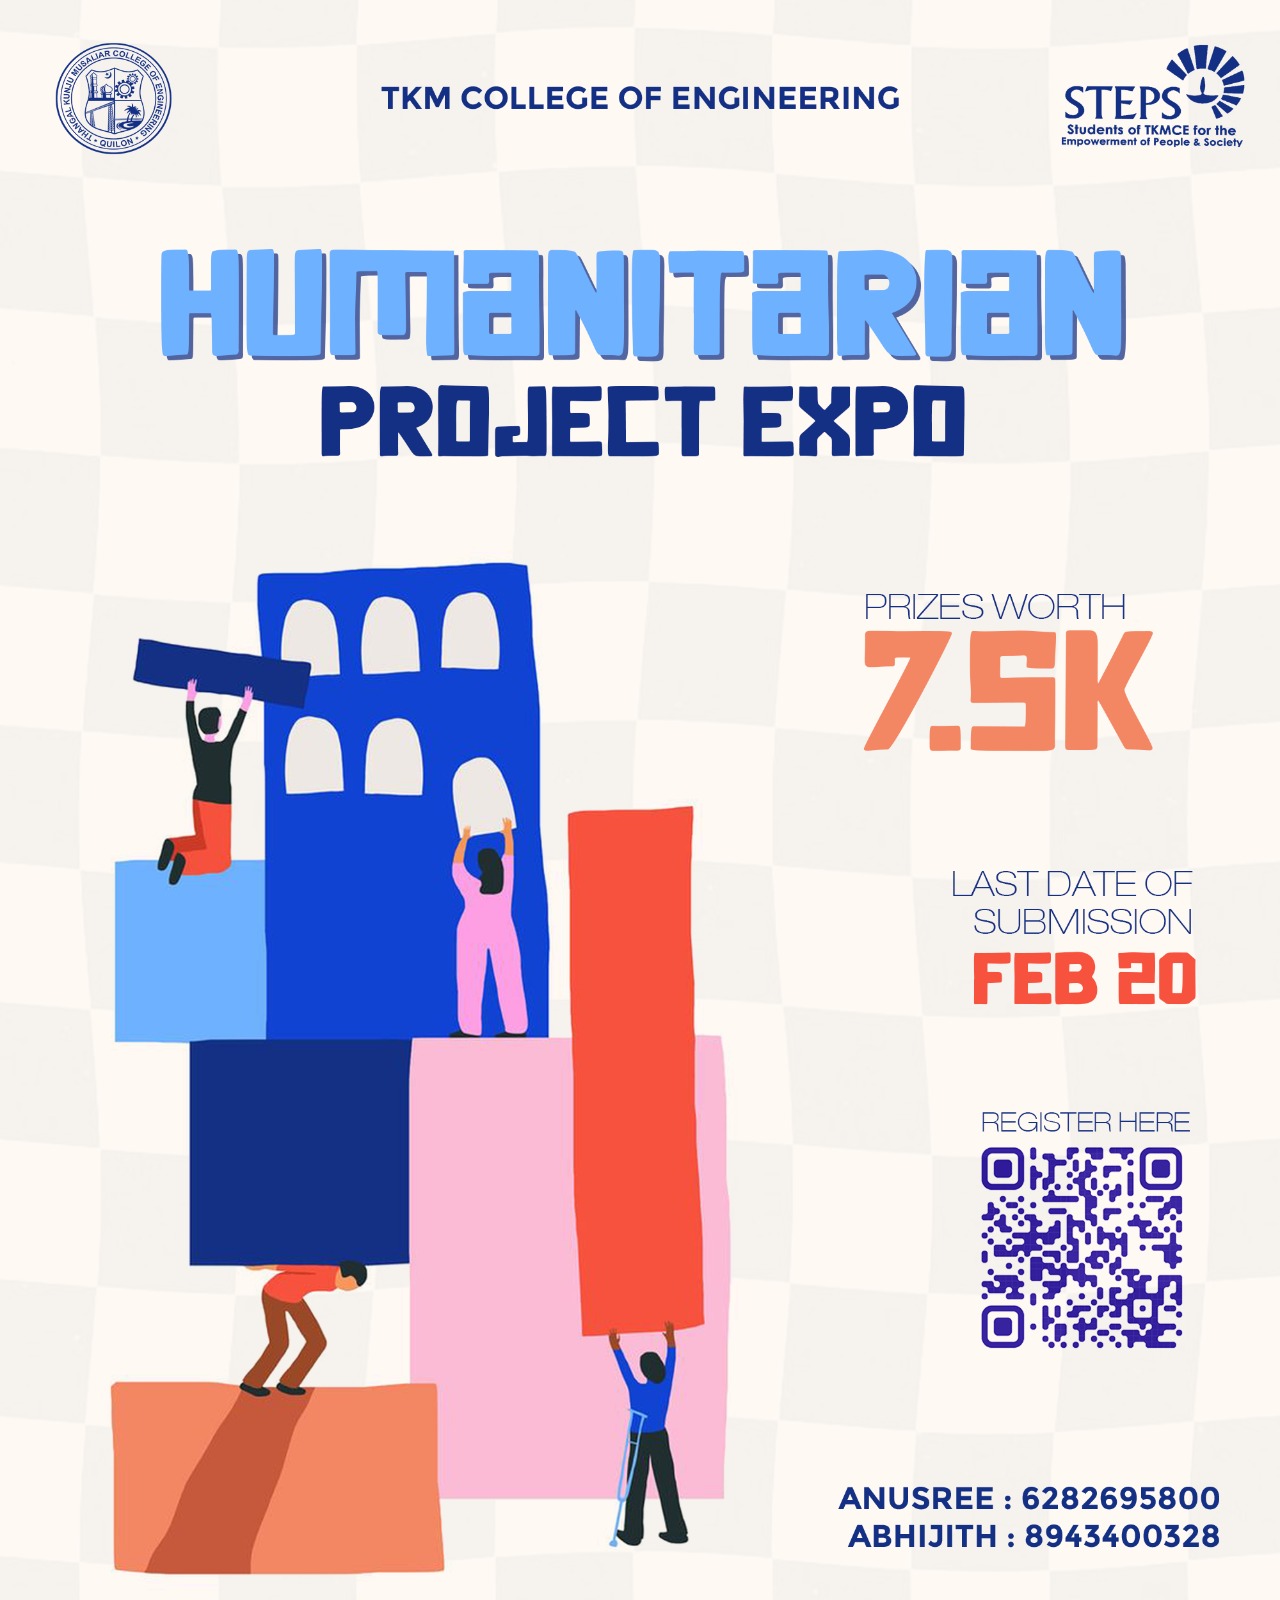 THANGAL KUNJU MUSALIAR COLLEGE OF ENGINEERING
• QUILON •
TKM COLLEGE OF ENGINEERING
STEPS
Students of TKMCE for the
Empowerment of People & Society
HUMANITARIAN
PROJECT EXPO
PRIZES WORTH
7.5K
LAST DATE OF
SUBMISSION
FEB 20
REGISTER HERE
ANUSREE : 6282695800
ABHIJITH : 8943400328